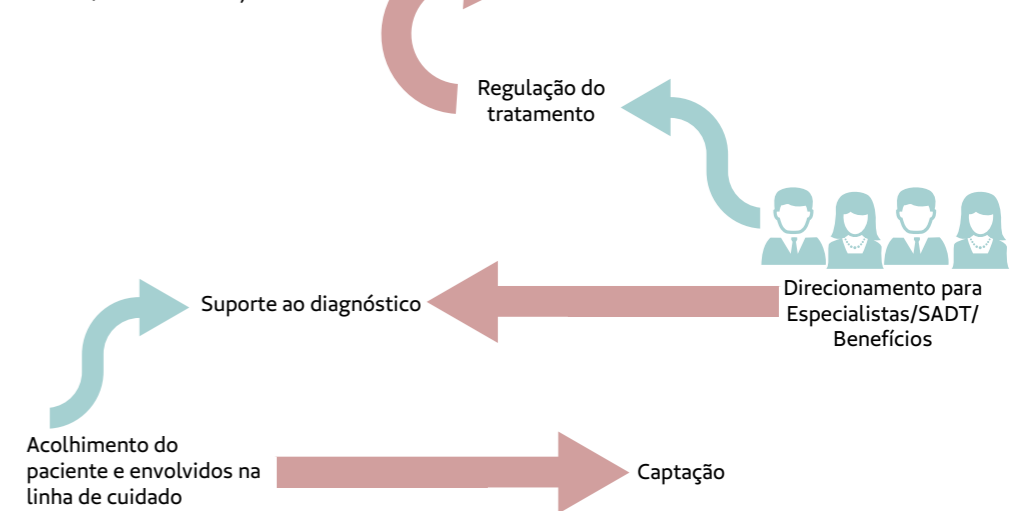 Regulação do
tratamento
Direcionamento para
Especialistas/SADT/
Benefícios
Suporte ao diagnóstico
Acolhimento do
paciente e envolvidos na
linha de cuidado
Captação